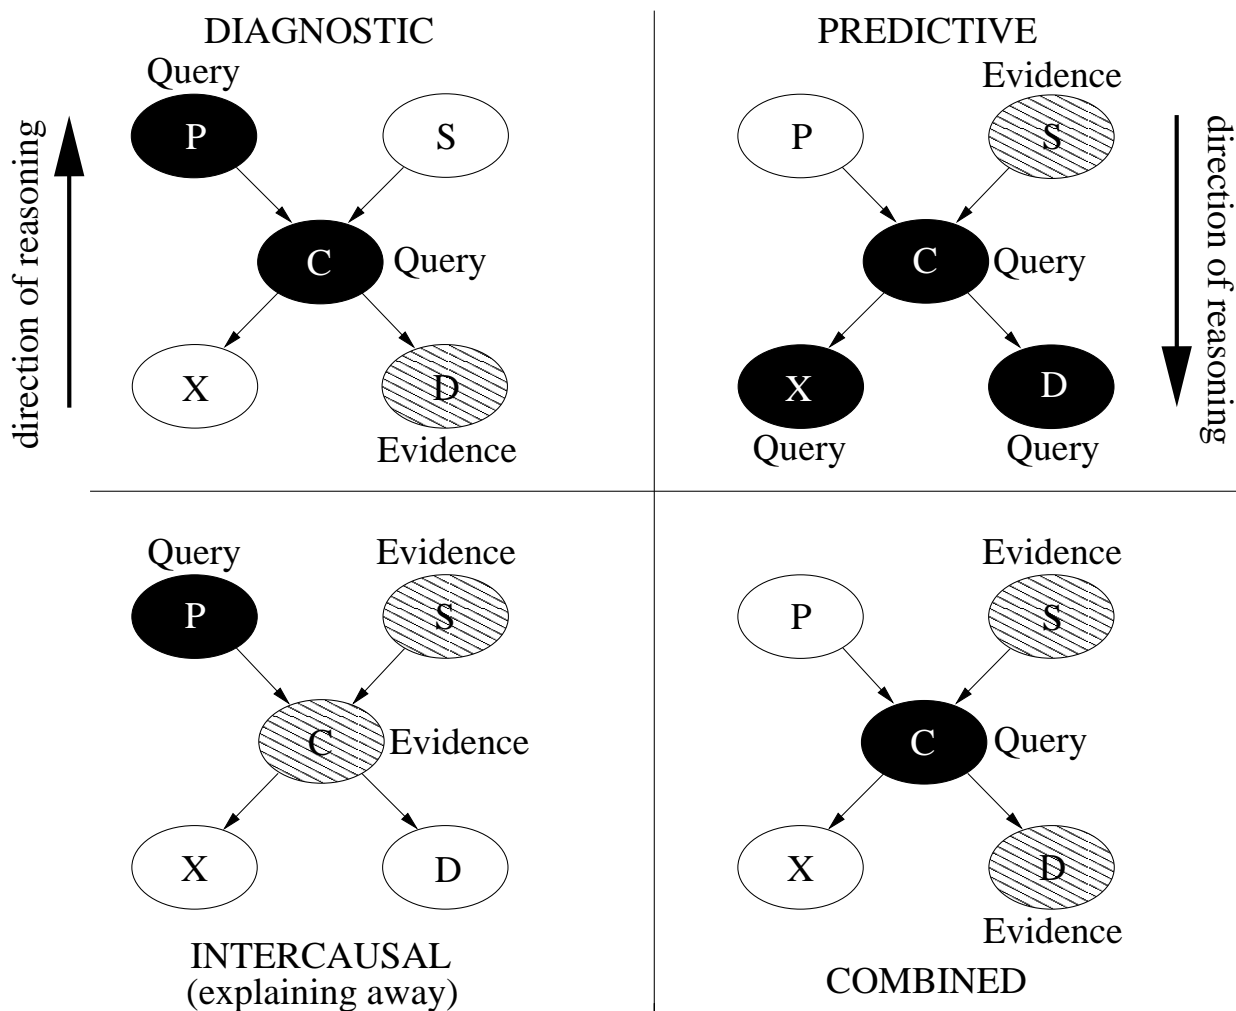 DIAGNOSTIC
Query
P
S
C
Query
X
D
Evidence
direction of reasoning
PREDICTIVE
Evidence
P
S
C
Query
X
D
Query
Query
direction of reasoning
Query
Evidence
P
S
C
Evidence
X
D
INTERCAUSAL
(explaining away)
Evidence
P
S
C
Query
X
D
Evidence
COMBINED